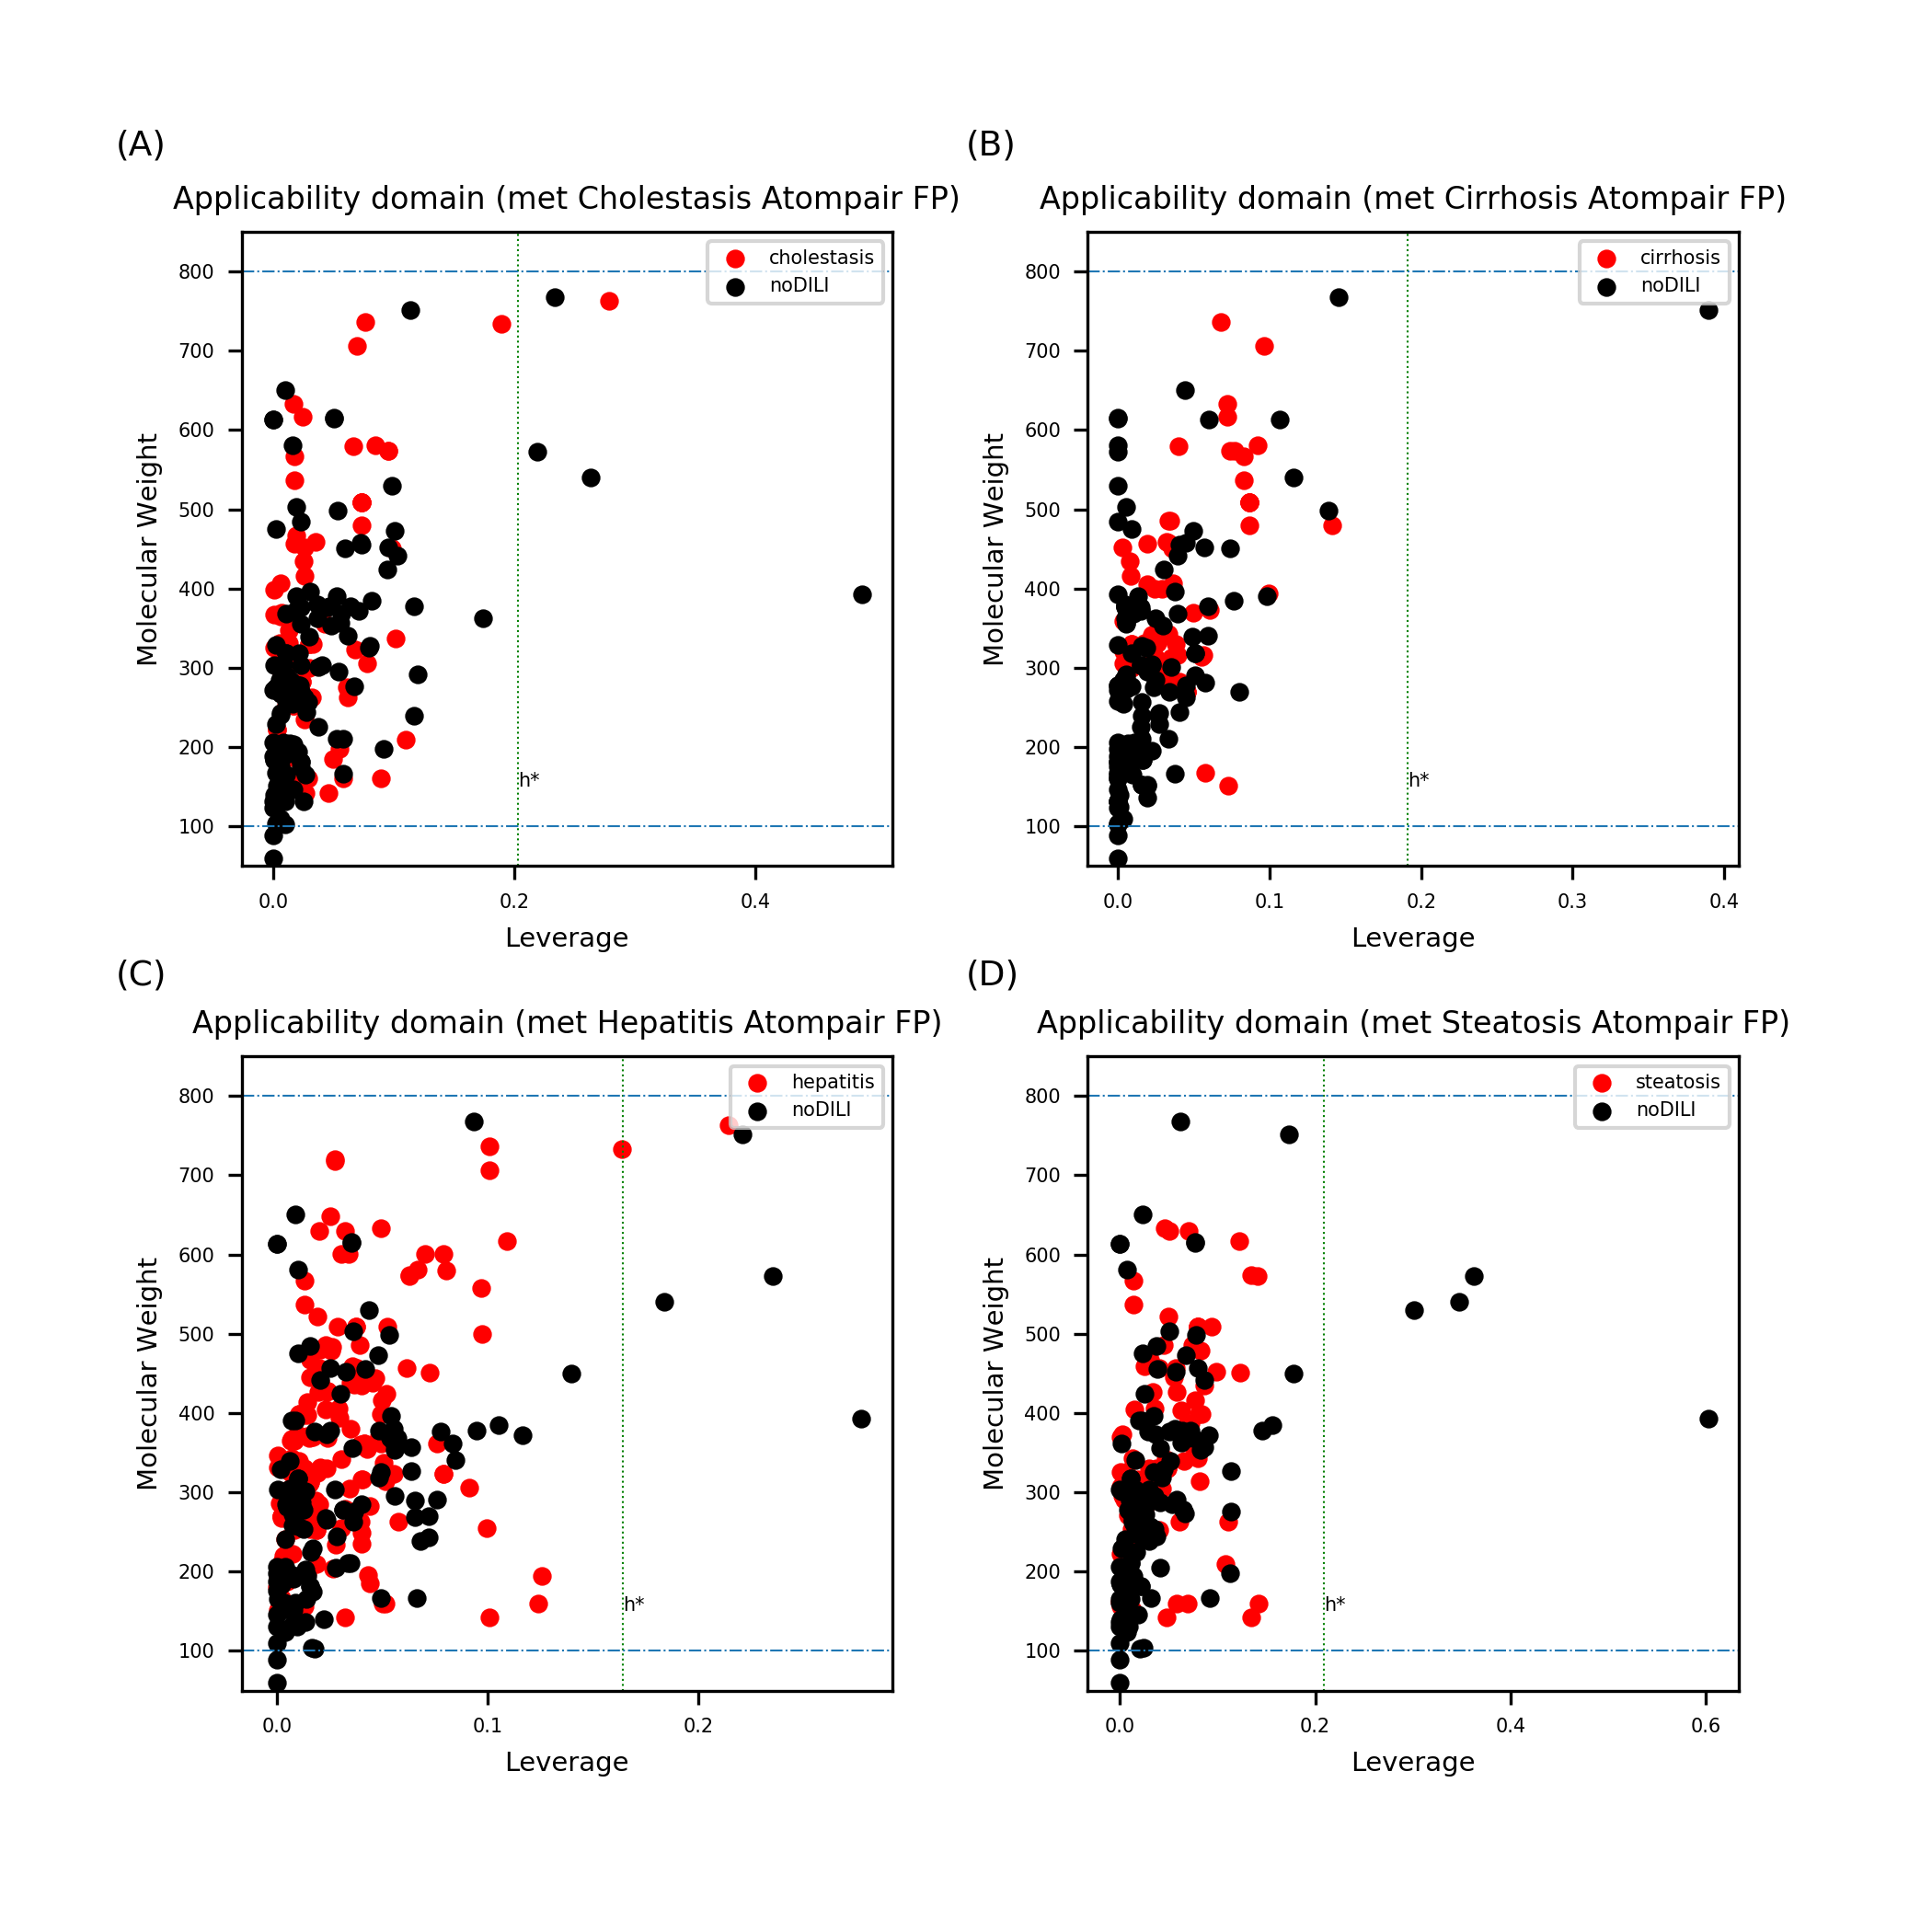 (A)
Applicability domain (met Cholestasis Atompair FP)
cholestasis
noDILI
800
700
600
500
400
300
200
100
Molecular Weight
h*
0.0
0.2
0.4
Leverage
(B)
Applicability domain (met Cirrhosis Atompair FP)
cirrhosis
noDILI
800
700
600
500
400
300
200
100
Molecular Weight
h*
0.0
0.1
0.2
0.3
0.4
Leverage
(C)
Applicability domain (met Hepatitis Atompair FP)
hepatitis
noDILI
800
700
600
500
400
300
200
100
Molecular Weight
h*
0.0
0.1
0.2
Leverage
(D)
Applicability domain (met Steatosis Atompair FP)
steatosis
noDILI
800
700
600
500
400
300
200
100
Molecular Weight
h*
0.0
0.2
0.4
0.6
Leverage